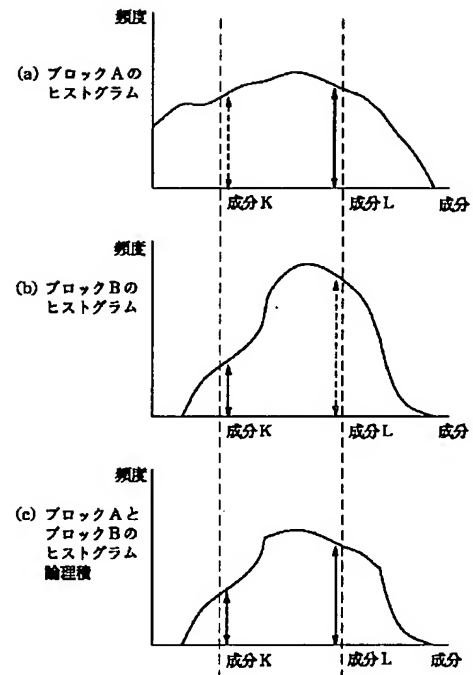 頻度
(a) ブロックAの
ヒストグラム
成分K
成分L
成分
頻度
(b) ブロックBの
ヒストグラム
成分K
成分L
成分
頻度
(c) ブロックAと
ブロックBの
ヒストグラム
論理積
成分K
成分L
成分